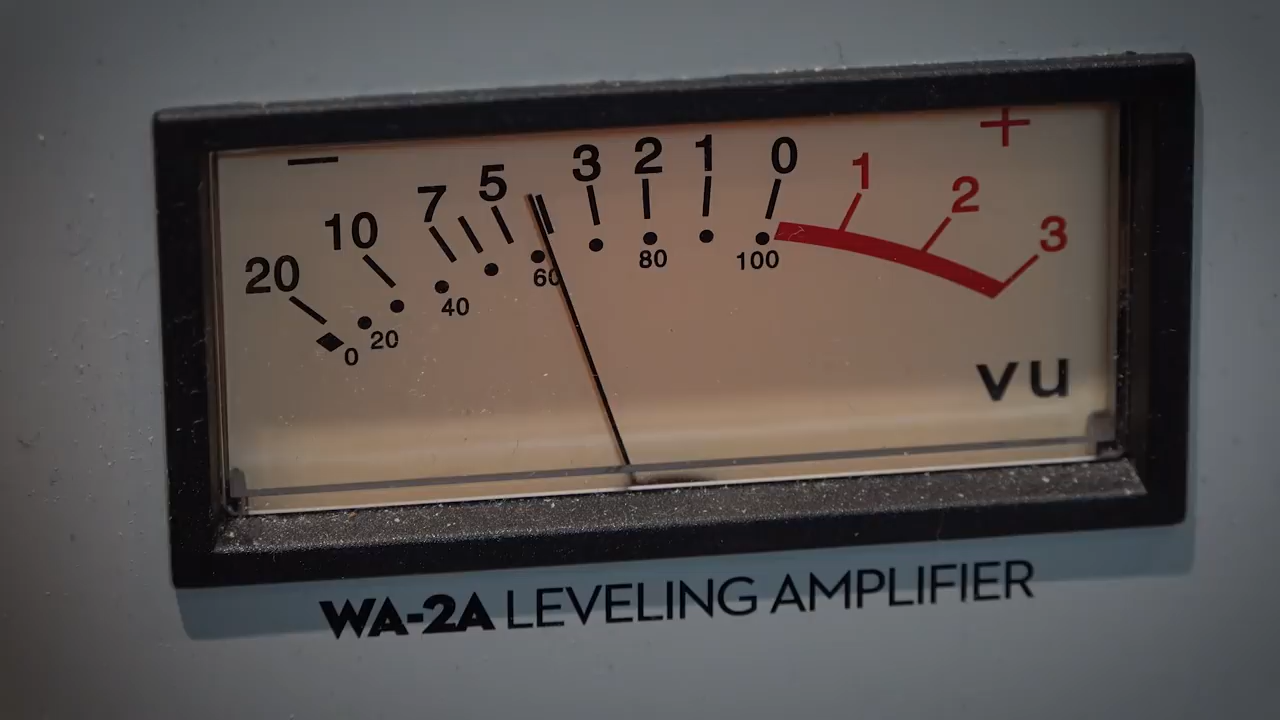 − +
20 10 7 5 3 2 1 0 1 2 3
0 20 40 60 80 100
vu
WA-2A LEVELING AMPLIFIER